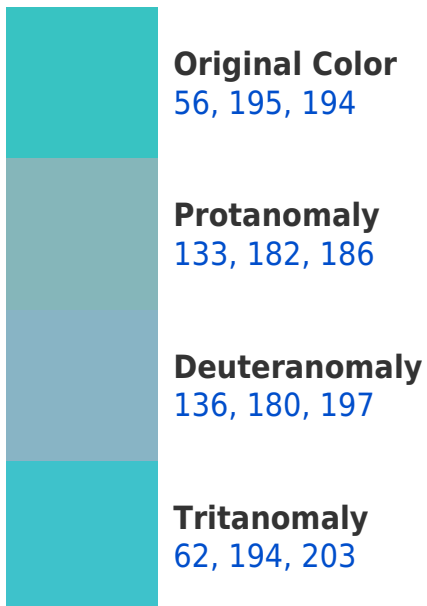 Original Color
56, 195, 194
Protanomaly
133, 182, 186
Deuteranomaly
136, 180, 197
Tritanomaly
62, 194, 203